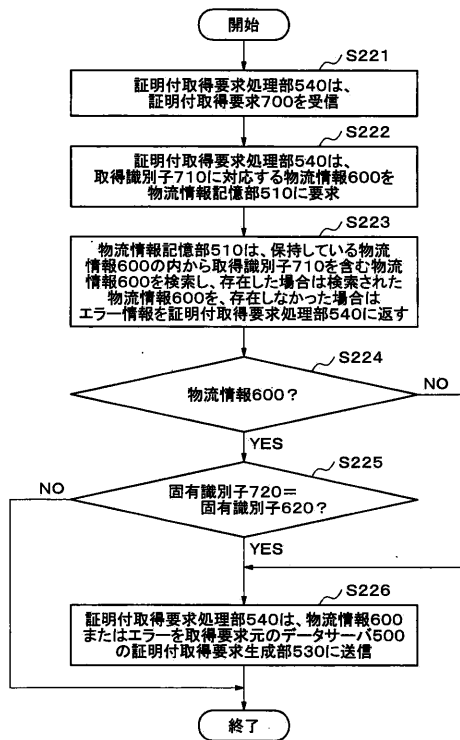 開始
S221
証明付取得要求処理部540は、
証明付取得要求700を受信
S222
証明付取得要求処理部540は、
取得識別子710に対応する物流情報600を
物流情報記憶部510に要求
S223
物流情報記憶部510は、保持している物流
情報600の内から取得識別子710を含む物流
情報600を検索し、存在した場合は検索された
物流情報600を、存在しなかった場合は
エラー情報を証明付取得要求処理部540に返す
S224
物流情報600？
NO
YES
S225
NO
固有識別子720＝
固有識別子620？
YES
S226
証明付取得要求処理部540は、物流情報600
またはエラーを取得要求元のデータサーバ500
の証明付取得要求生成部530に送信
終了